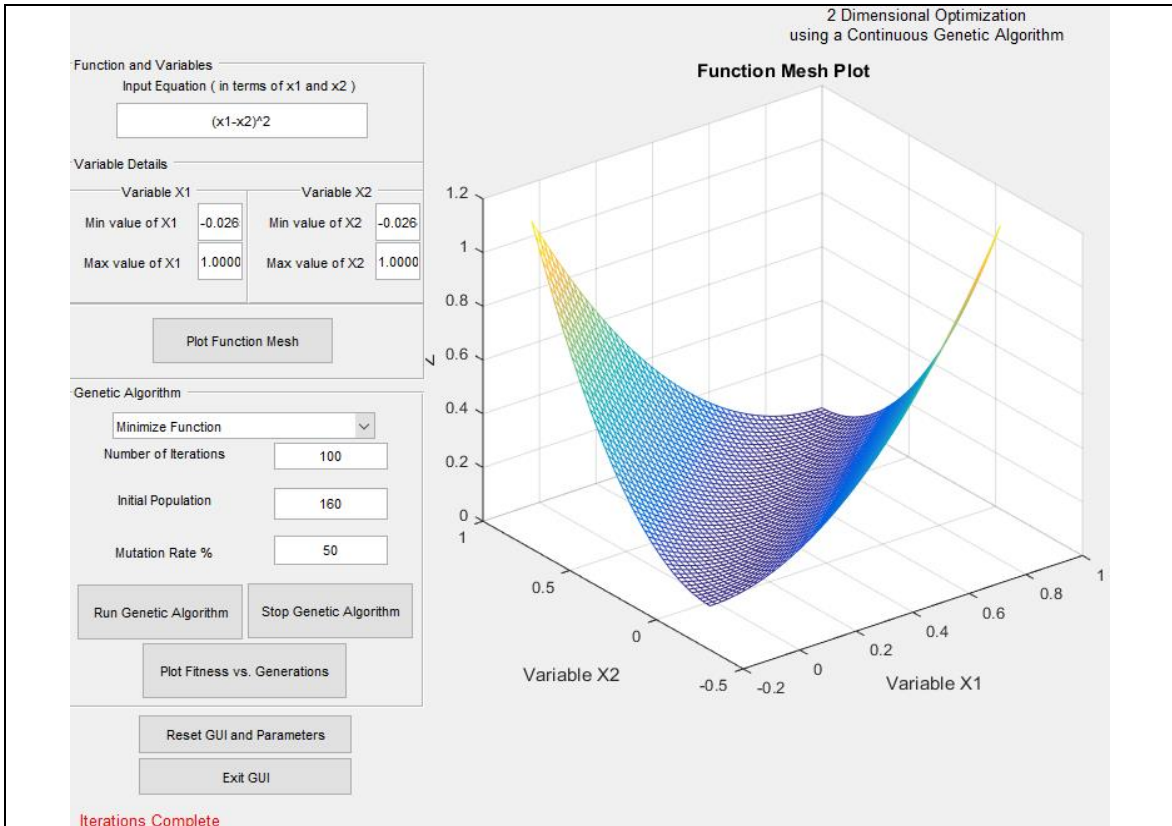 2 Dimensional Optimization
using a Continuous Genetic Algorithm
Function and Variables
Input Equation ( in terms of x1 and x2 )
(x1-x2)^2
Variable Details
Variable X1
Variable X2
Min value of X1
-0.026
Min value of X2
-0.026
Max value of X1
1.0000
Max value of X2
1.0000
Plot Function Mesh
Genetic Algorithm
Minimize Function
Number of Iterations
100
Initial Population
160
Mutation Rate %
50
Run Genetic Algorithm
Stop Genetic Algorithm
Plot Fitness vs. Generations
Reset GUI and Parameters
Exit GUI
Iterations Complete
Function Mesh Plot
1.2
1
0.8
0.6
0.4
0.2
0
1
0.5
0
-0.5
Variable X2
-0.2
0
0.2
0.4
0.6
0.8
1
Variable X1